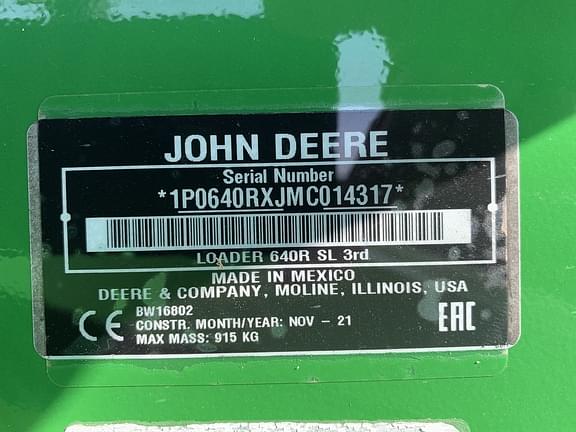 JOHN DEERE
Serial Number
*1P0640RXJMC014317*
LOADER 640R SL 3rd
MADE IN MEXICO
DEERE & COMPANY, MOLINE, ILLINOIS, USA
BW16802
CE CONSTR. MONTH/YEAR: NOV - 21 EAC
MAX MASS: 915 KG